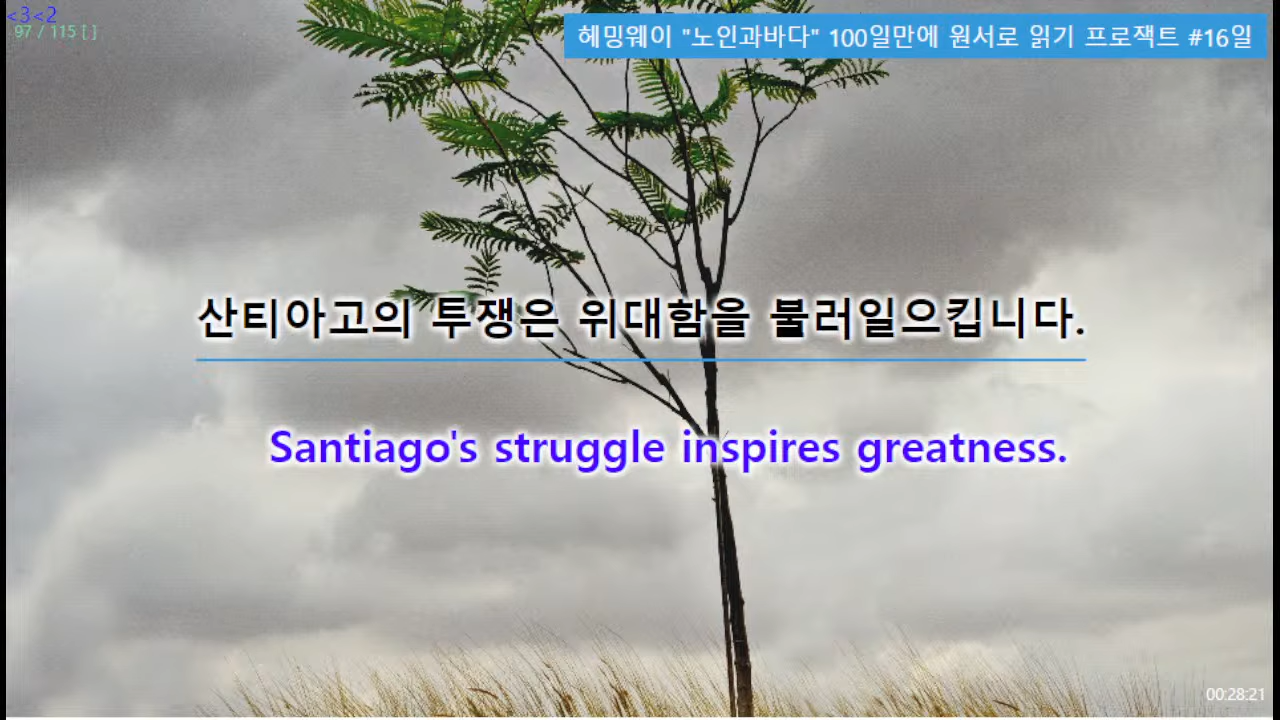 <3<2
97 / 115 [ ]
헤밍웨이 "노인과바다" 100일만에 원서로 읽기 프로잭트 #16일
산티아고의 투쟁은 위대함을 불러일으킵니다.
Santiago's struggle inspires greatness.
00:28:21